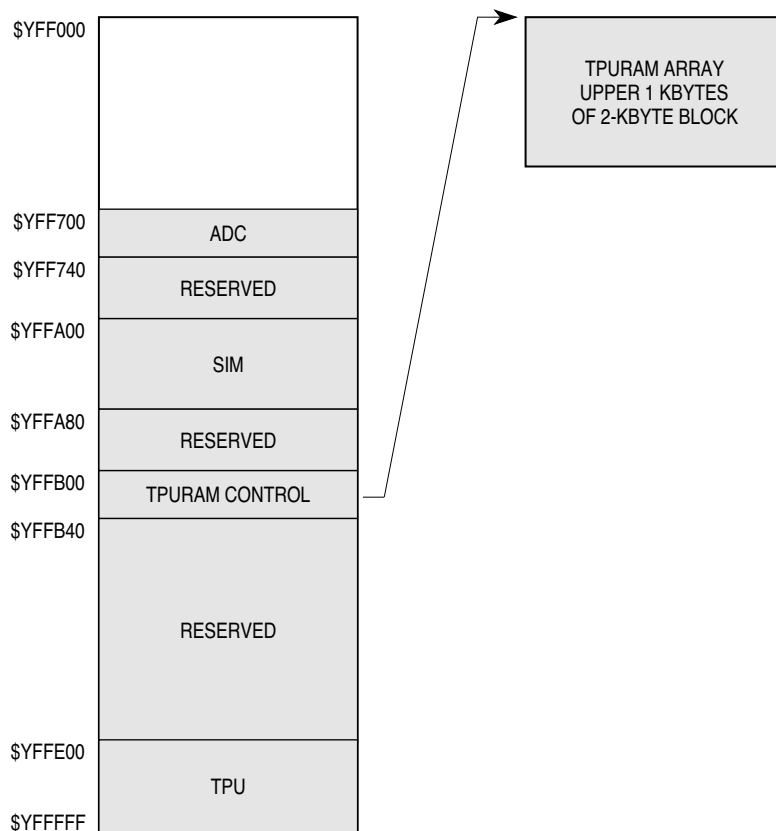 $YFF000
TPURAM ARRAY
UPPER 1 KBYTES
OF 2-KBYTE BLOCK
$YFF700
ADC
$YFF740
RESERVED
$YFFA00
SIM
$YFFA80
RESERVED
$YFFB00
TPURAM CONTROL
$YFFB40
RESERVED
$YFFE00
TPU
$YFFFFF